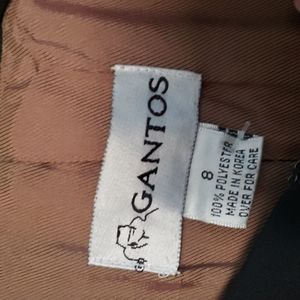 GANTOS
8
100% POLYESTER
MADE IN KOREA
OVER FOR CARE